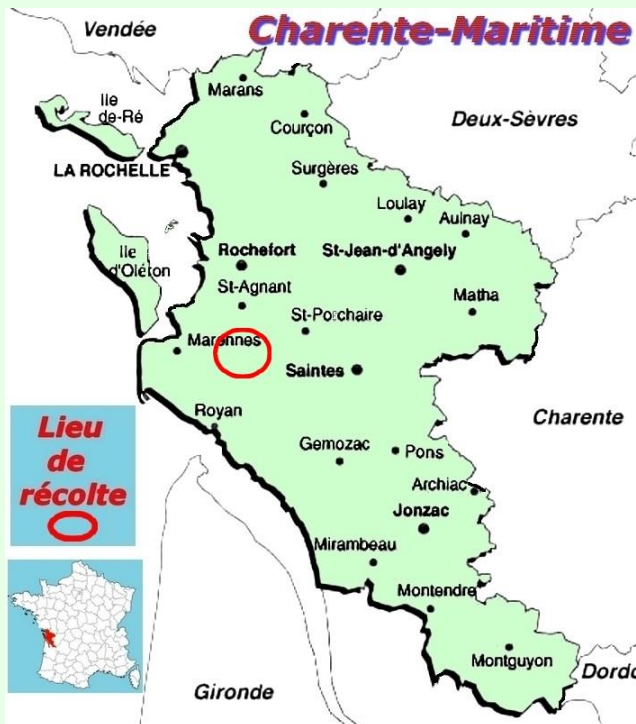 Vendée
Charente-Maritime
Marans
Ile
de-Ré
Courçon
Deux-Sèvres
LA ROCHELLE
Surgères
Loulay
Aulnay
Ile
d'Oléron
Rochefort
St-Jean-d'Angely
St-Agnant
Matha
St-Porchaire
Marennes
Saintes
Royan
Charente
Lieu
de
récolte
Gemozac
Pons
Archiac
Jonzac
Mirambeau
Montendre
Montguyon
Dordo
Gironde